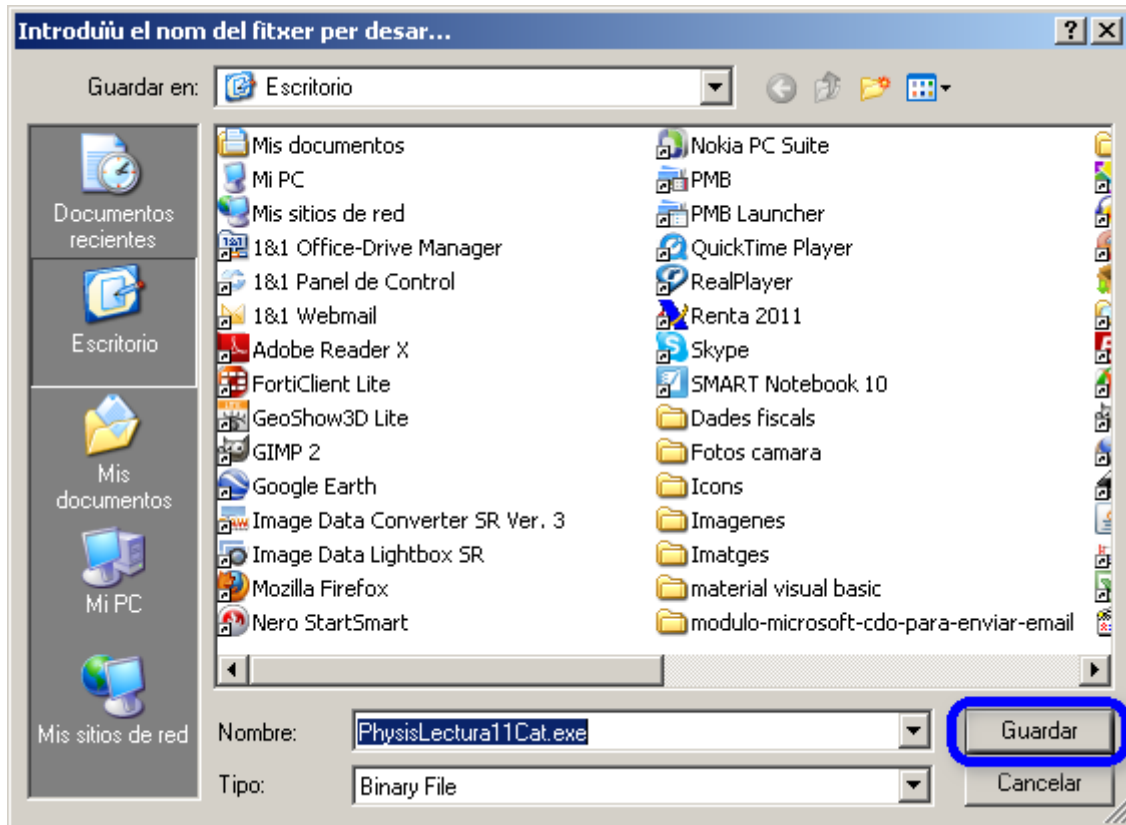 Introduïu el nom del fitxer per desar...
Guardar en:
Escritorio
Documentos
recientes
Escritorio
Mis
documentos
Mi PC
Mis sitios de red
Mis documentos
Mi PC
Mis sitios de red
1&1 Office-Drive Manager
1&1 Panel de Control
1&1 Webmail
Adobe Reader X
FortiClient Lite
GeoShow3D Lite
GIMP 2
Google Earth
Image Data Converter SR Ver. 3
Image Data Lightbox SR
Mozilla Firefox
Nero StartSmart
Nokia PC Suite
PMB
PMB Launcher
QuickTime Player
RealPlayer
Renta 2011
Skype
SMART Notebook 10
Dades fiscals
Fotos camara
Icons
Imagenes
Imatges
material visual basic
modulo-microsoft-cdo-para-enviar-email
Nombre:
PhysisLectura11Cat.exe
Guardar
Tipo:
Binary File
Cancelar